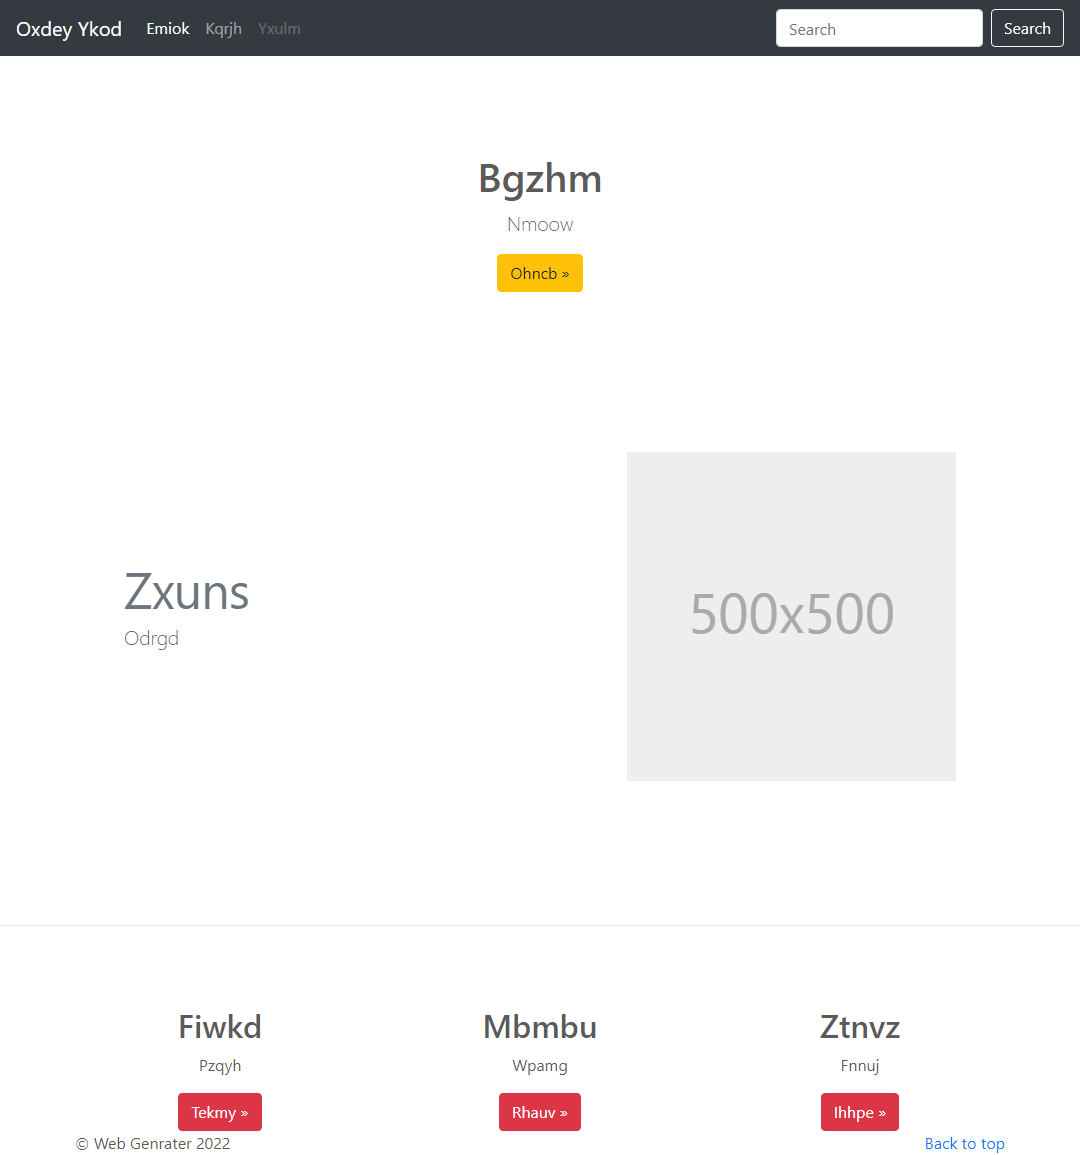 Oxdey Ykod Emiok Kqrjh Yxulm Search Search
Bgzhm
Nmoow
Ohncb »
Zxuns
Odrgd
500x500
Fiwkd Mbmbu Ztnvz
Pzqyh Wpamg Fnnuj
Tekmy » Rhauv » Ihhpe »
© Web Genrater 2022 Back to top